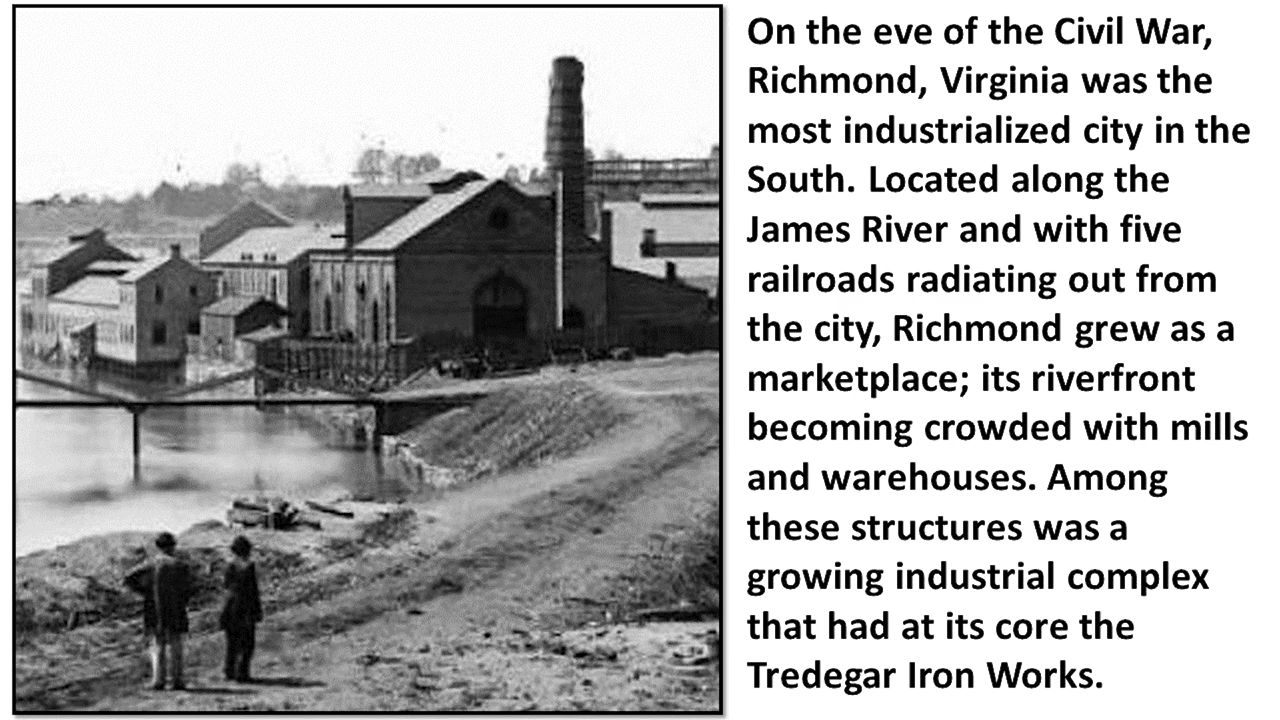 On the eve of the Civil War,
Richmond, Virginia was the
most industrialized city in the
South. Located along the
James River and with five
railroads radiating out from
the city, Richmond grew as a
marketplace; its riverfront
becoming crowded with mills
and warehouses. Among
these structures was a
growing industrial complex
that had at its core the
Tredegar Iron Works.